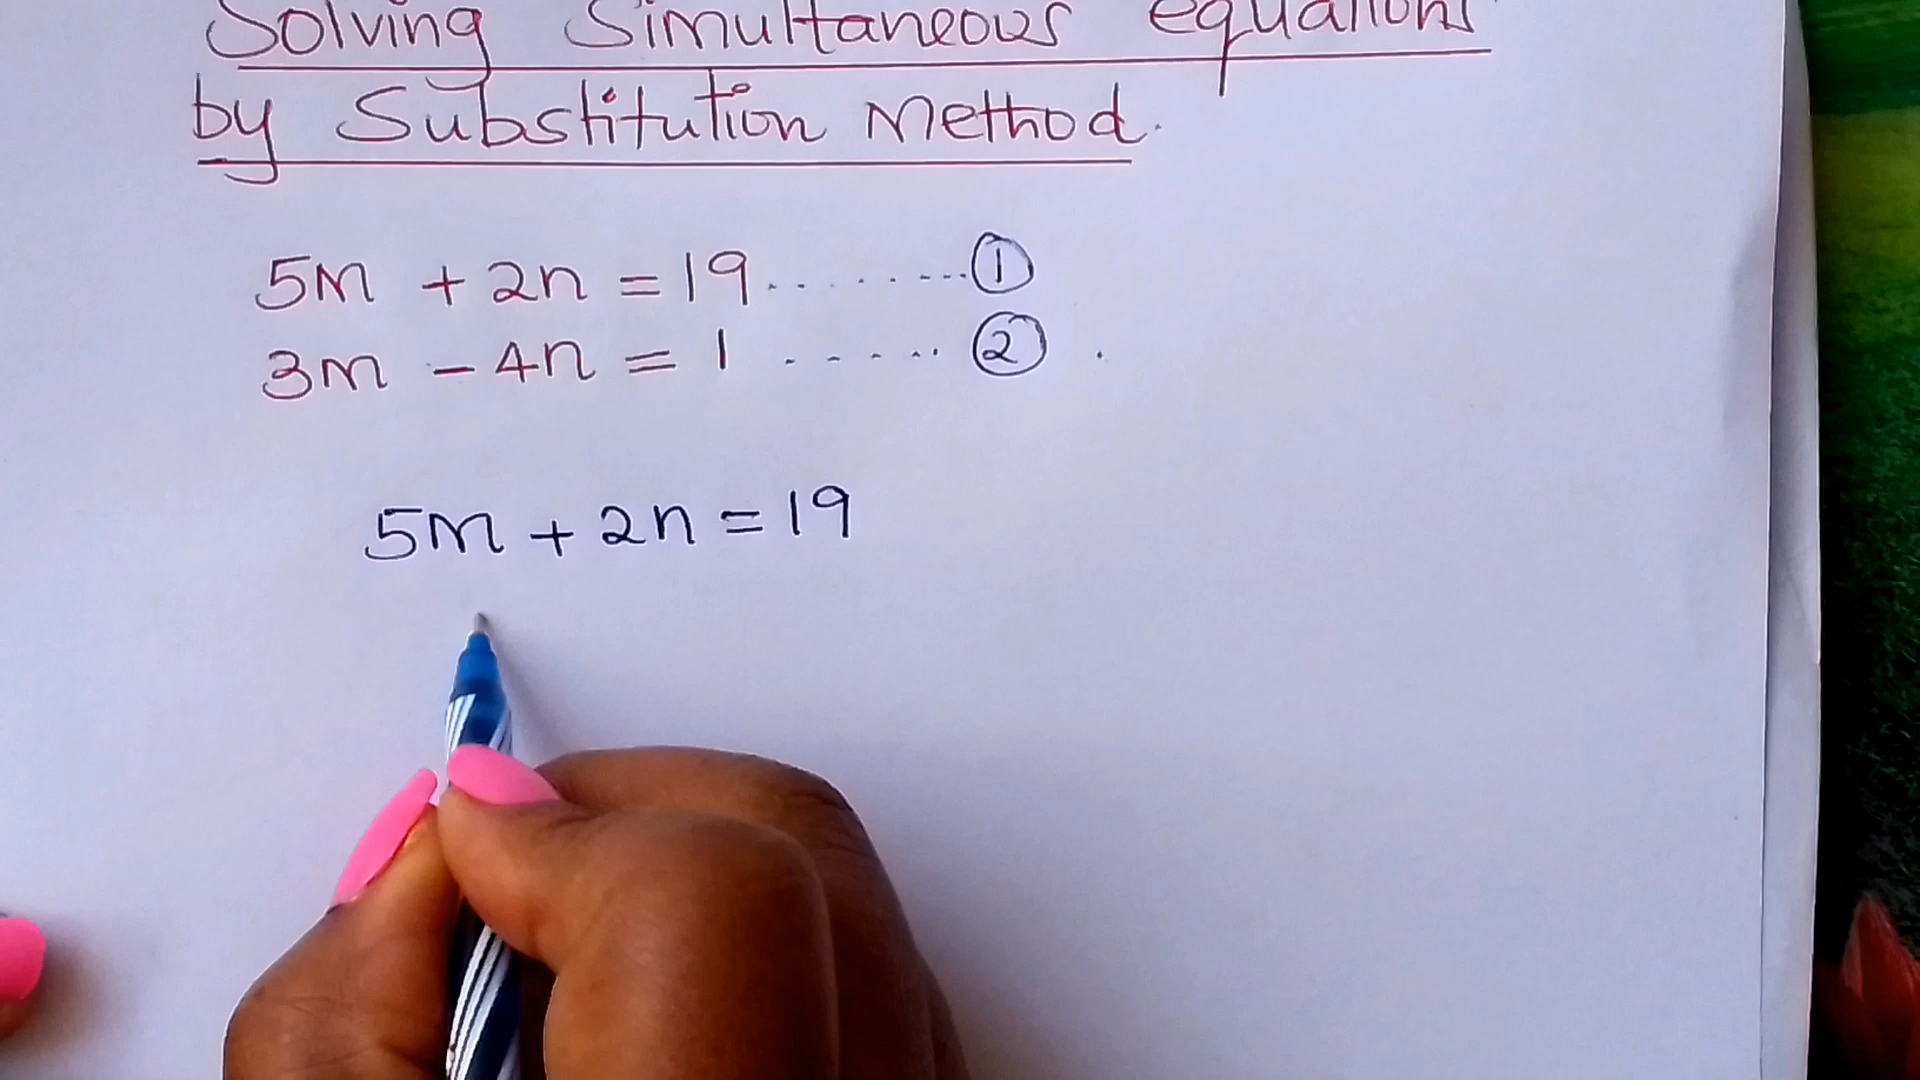 Solving Simultaneous equations
by Substitution Method.
5m + 2n = 19 ........ ①
3m - 4n = 1 ...... ② .
5m + 2n = 19